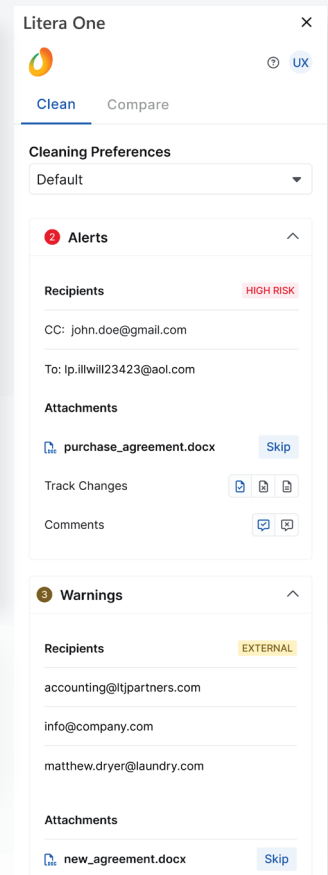 Litera One
UX
Clean Compare
Cleaning Preferences
Default
2 Alerts
Recipients HIGH RISK
CC: john.doe@gmail.com
To: lp.illwill23423@aol.com
Attachments
purchase_agreement.docx Skip
Track Changes
Comments
3 Warnings
Recipients EXTERNAL
accounting@ltjpartners.com
info@company.com
matthew.dryer@laundry.com
Attachments
new_agreement.docx Skip